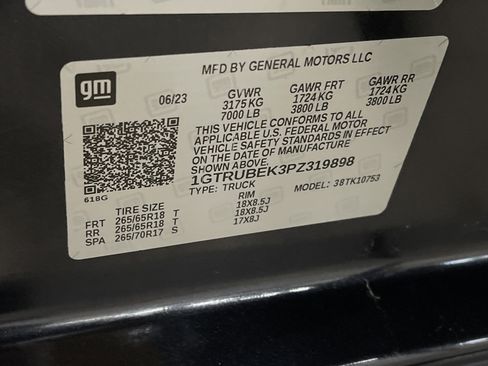 gm
MFD BY GENERAL MOTORS LLC
06/23 GVWR GAWR FRT GAWR RR
3175 KG 1724 KG 1724 KG
7000 LB 3800 LB 3800 LB
THIS VEHICLE CONFORMS TO ALL
APPLICABLE U.S. FEDERAL MOTOR
VEHICLE SAFETY STANDARDS IN EFFECT
ON THE DATE OF MANUFACTURE
SHOWN ABOVE.
1GTRUBEK3PZ319898
TYPE: TRUCK MODEL: 38TK10753
618G
TIRE SIZE RIM
FRT 265/65R18 T 18X8.5J
RR 265/65R18 T 18X8.5J
SPA 265/70R17 S 17X8J